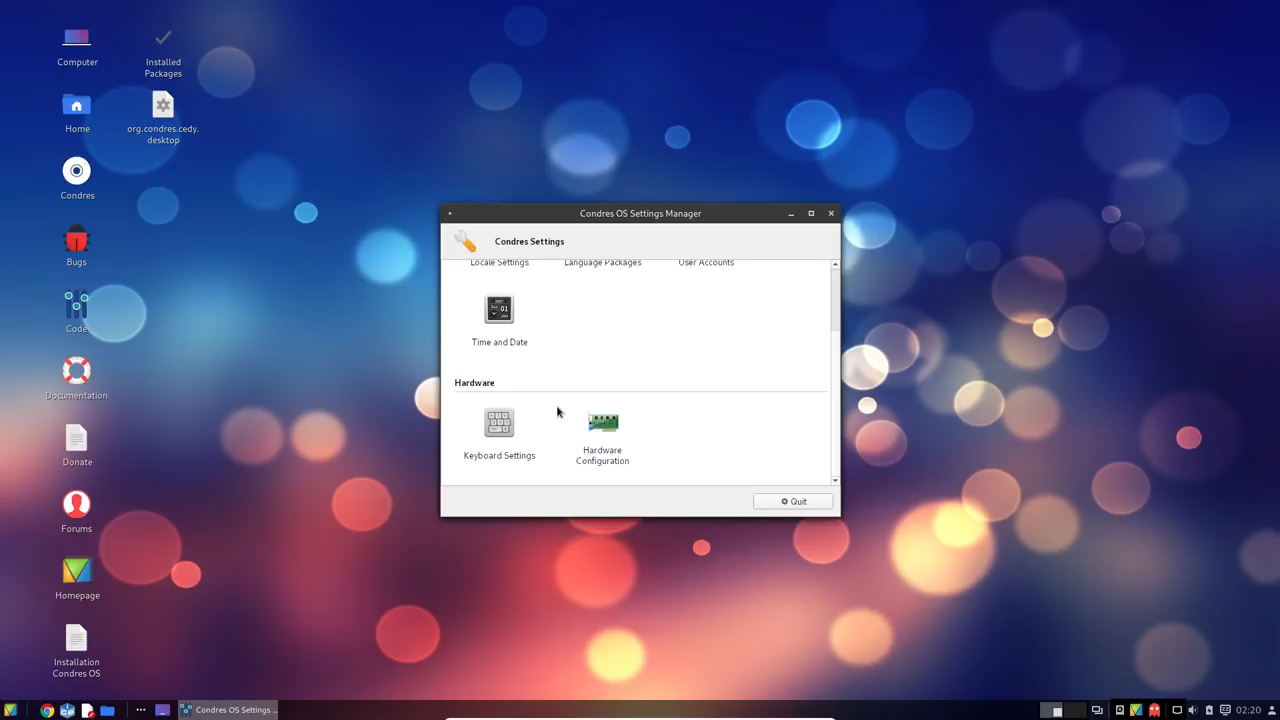 Computer
Installed
Packages
Home
org.condres.cedy.
desktop
Condres
Bugs
Code
Documentation
Donate
Forums
Homepage
Installation
Condres OS
Condres OS Settings Manager
Condres Settings
Locale Settings
Language Packages
User Accounts
Time and Date
Hardware
Keyboard Settings
Hardware
Configuration
Quit
Condres OS Settings ...
02:20